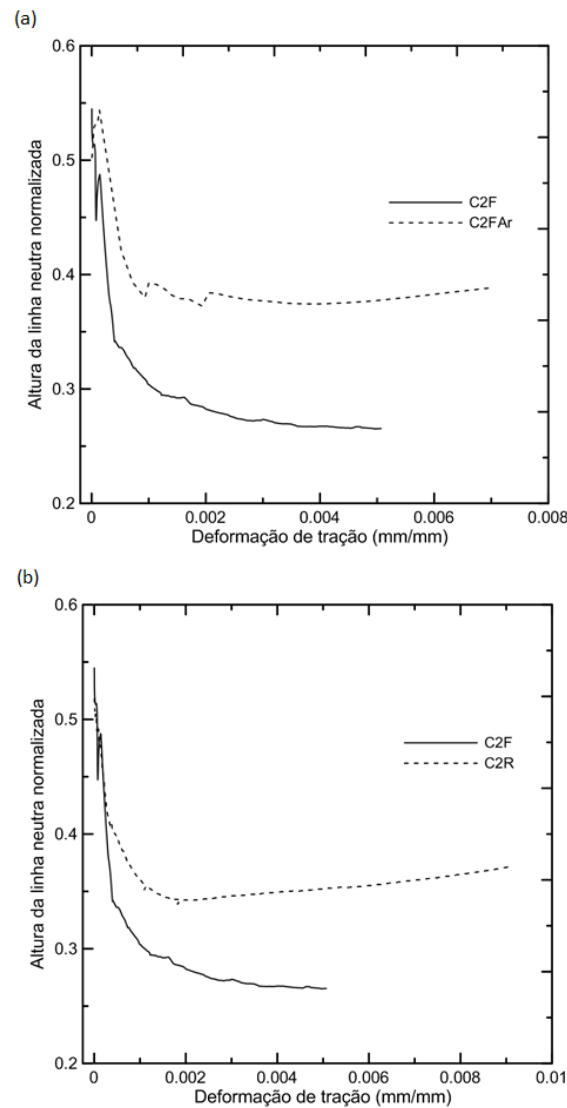 (a)
0.6
0.5
0.4
0.3
0.2
Altura da linha neutra normalizada
C2F
C2FAr
0
0.002
0.004
0.006
0.008
Deformação de tração (mm/mm)
(b)
0.6
0.5
0.4
0.3
0.2
Altura da linha neutra normalizada
C2F
C2R
0
0.002
0.004
0.006
0.008
0.01
Deformação de tração (mm/mm)